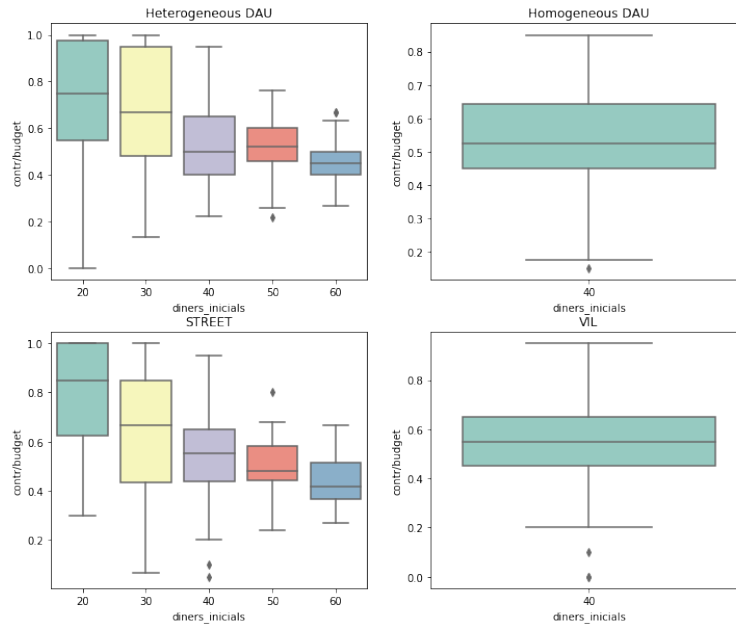 Heterogeneous DAU
1.0
0.8
0.6
0.4
0.2
0.0
contr/budget
20 30 40 50 60
diners_inicials
Homogeneous DAU
0.8
0.7
0.6
0.5
0.4
0.3
0.2
contr/budget
40
diners_inicials
STREET
1.0
0.8
0.6
0.4
0.2
contr/budget
20 30 40 50 60
diners_inicials
VIL
0.8
0.6
0.4
0.2
0.0
contr/budget
40
diners_inicials